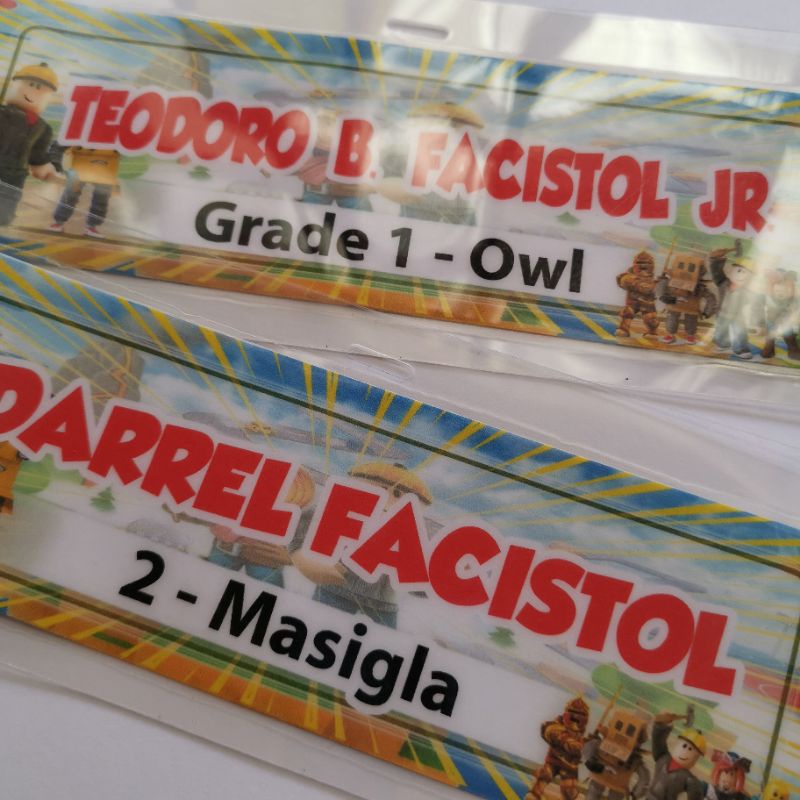 TEODORO B. FACISTOL JR.
Grade 1 - Owl
DARREL FACISTOL
2 - Masigla